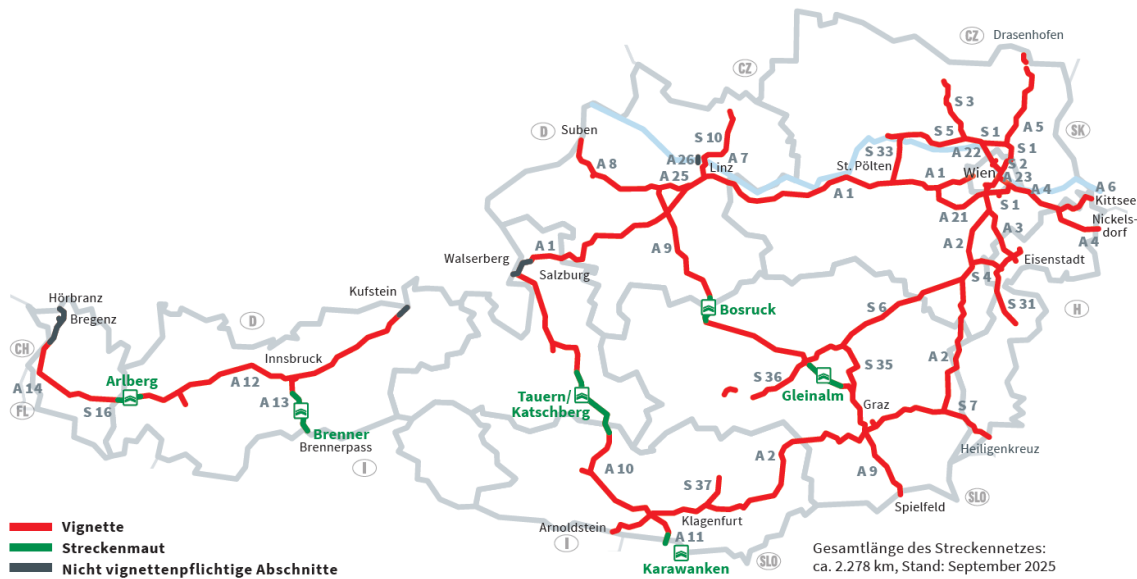 Drasenhofen
CZ
CZ
S 3
A 5
S 5
S 1
SK
D
Suben
S 10
A 26
A 7
Linz
S 33
A 22
S 1
S 2
St. Pölten
A 8
A 25
A 1
A 1
Wien
A 23
A 4
A 6
Kittsee
S 1
A 21
Nickels-
dorf
A 3
A 4
A 2
A 1
Walserberg
Salzburg
A 9
Eisenstadt
S 4
Kufstein
Hörbranz
Bregenz
D
Bosruck
S 6
S 31
H
CH
Innsbruck
Arlberg
A 12
A 14
S 16
A 13
FL
Brenner
Brennerpass
I
Tauern/
Katschberg
S 36
S 35
A 2
Gleinalm
Graz
S 7
Heiligenkreuz
A 10
A 2
A 9
S 37
SLO
Spielfeld
Arnoldstein
I
Klagenfurt
A 11
Karawanken
SLO
Vignette
Streckenmaut
Nicht vignettenpflichtige Abschnitte
Gesamtlänge des Streckennetzes:
ca. 2.278 km, Stand: September 2025